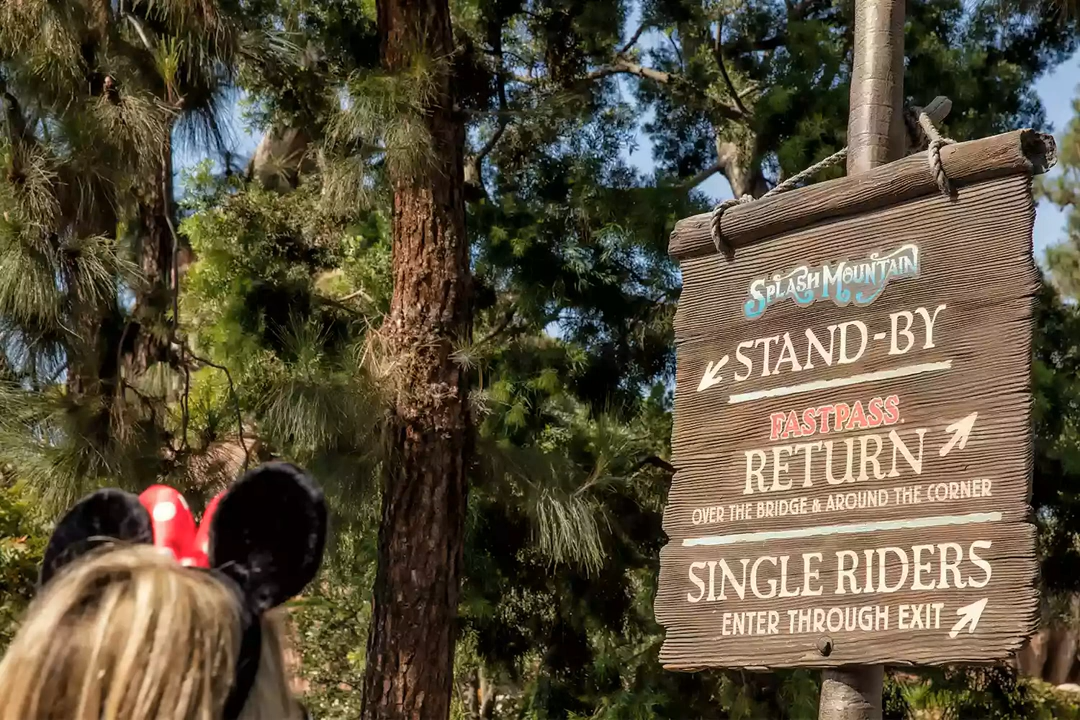 SPLASH MOUNTAIN
STAND-BY
FASTPASS
RETURN
OVER THE BRIDGE & AROUND THE CORNER
SINGLE RIDERS
ENTER THROUGH EXIT